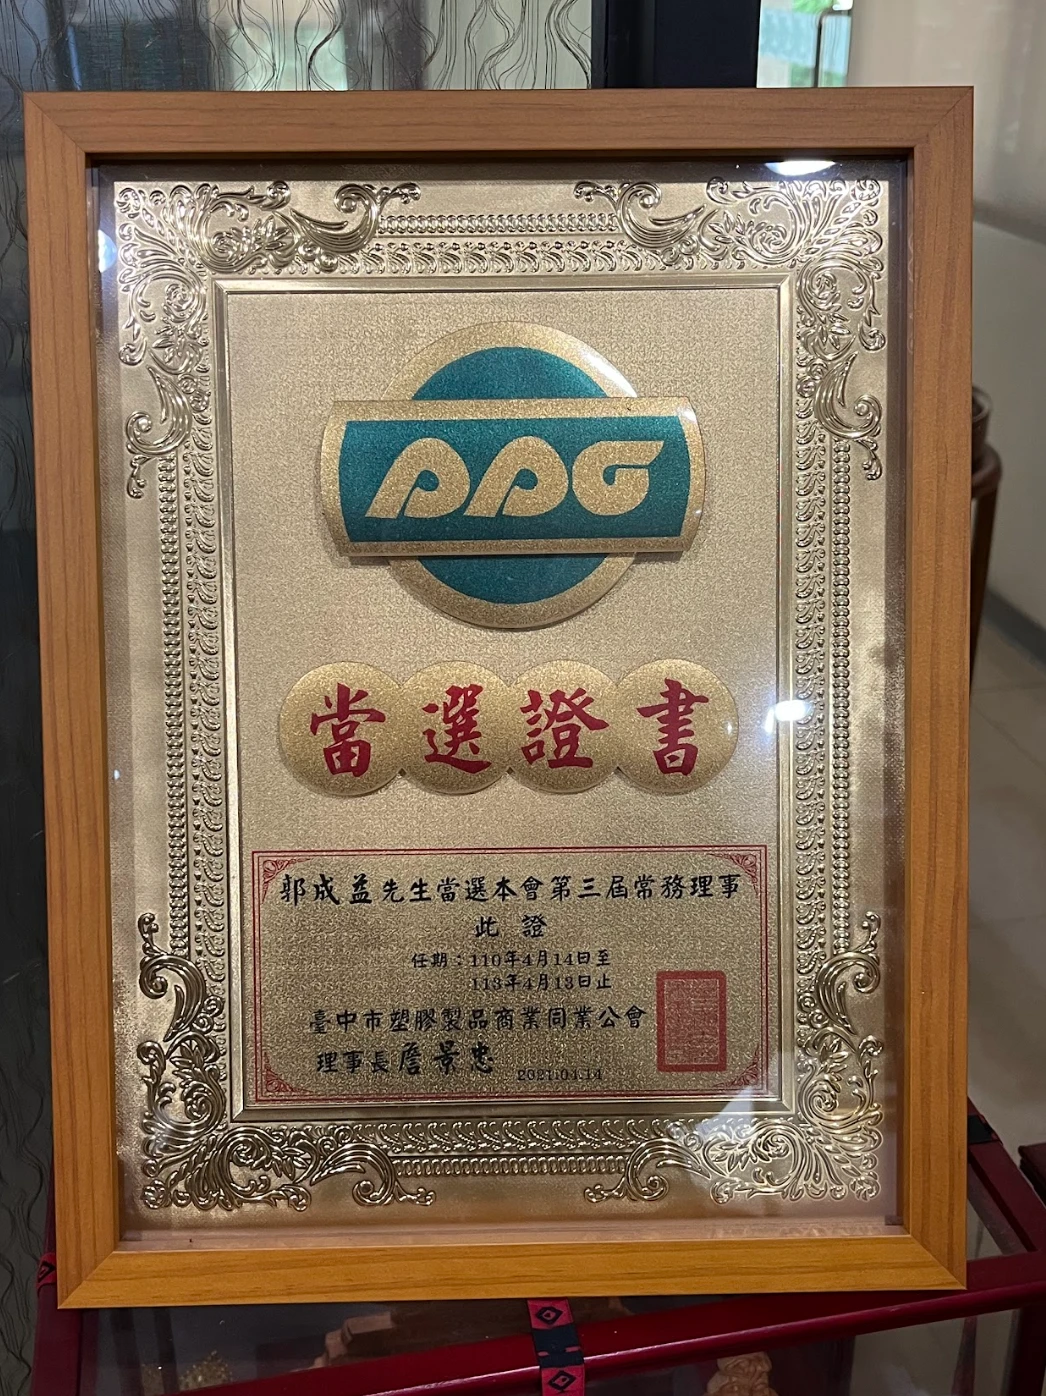 PPG
當選證書
郭成益先生當選本會第三屆常務理事
此證
任期：110年4月14日至
113年4月13日止
臺中市塑膠製品商業同業公會
理事長詹景忠 2021.04.14